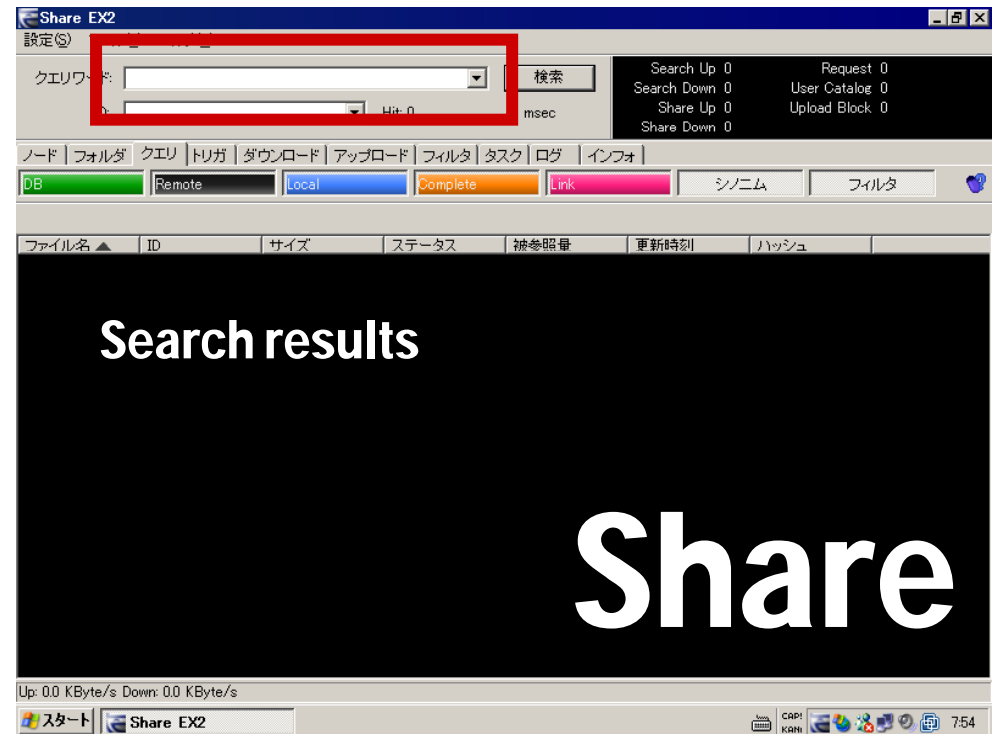 Share EX2
設定(S)
クエリワード:
検索
Search Up 0
Request 0
Search Down 0
User Catalog 0
Share Up 0
Upload Block 0
Share Down 0
Hit: 0
msec
ノード フォルダ クエリ トリガ ダウンロード アップロード フィルタ タスク ログ インフォ
DB Remote Local Complete Link シノニム フィルタ
ファイル名 ▲ ID サイズ ステータス 被参照量 更新時刻 ハッシュ
Search results
Share
Up: 0.0 KByte/s Down: 0.0 KByte/s
スタート Share EX2 CAPS KANA 7:54